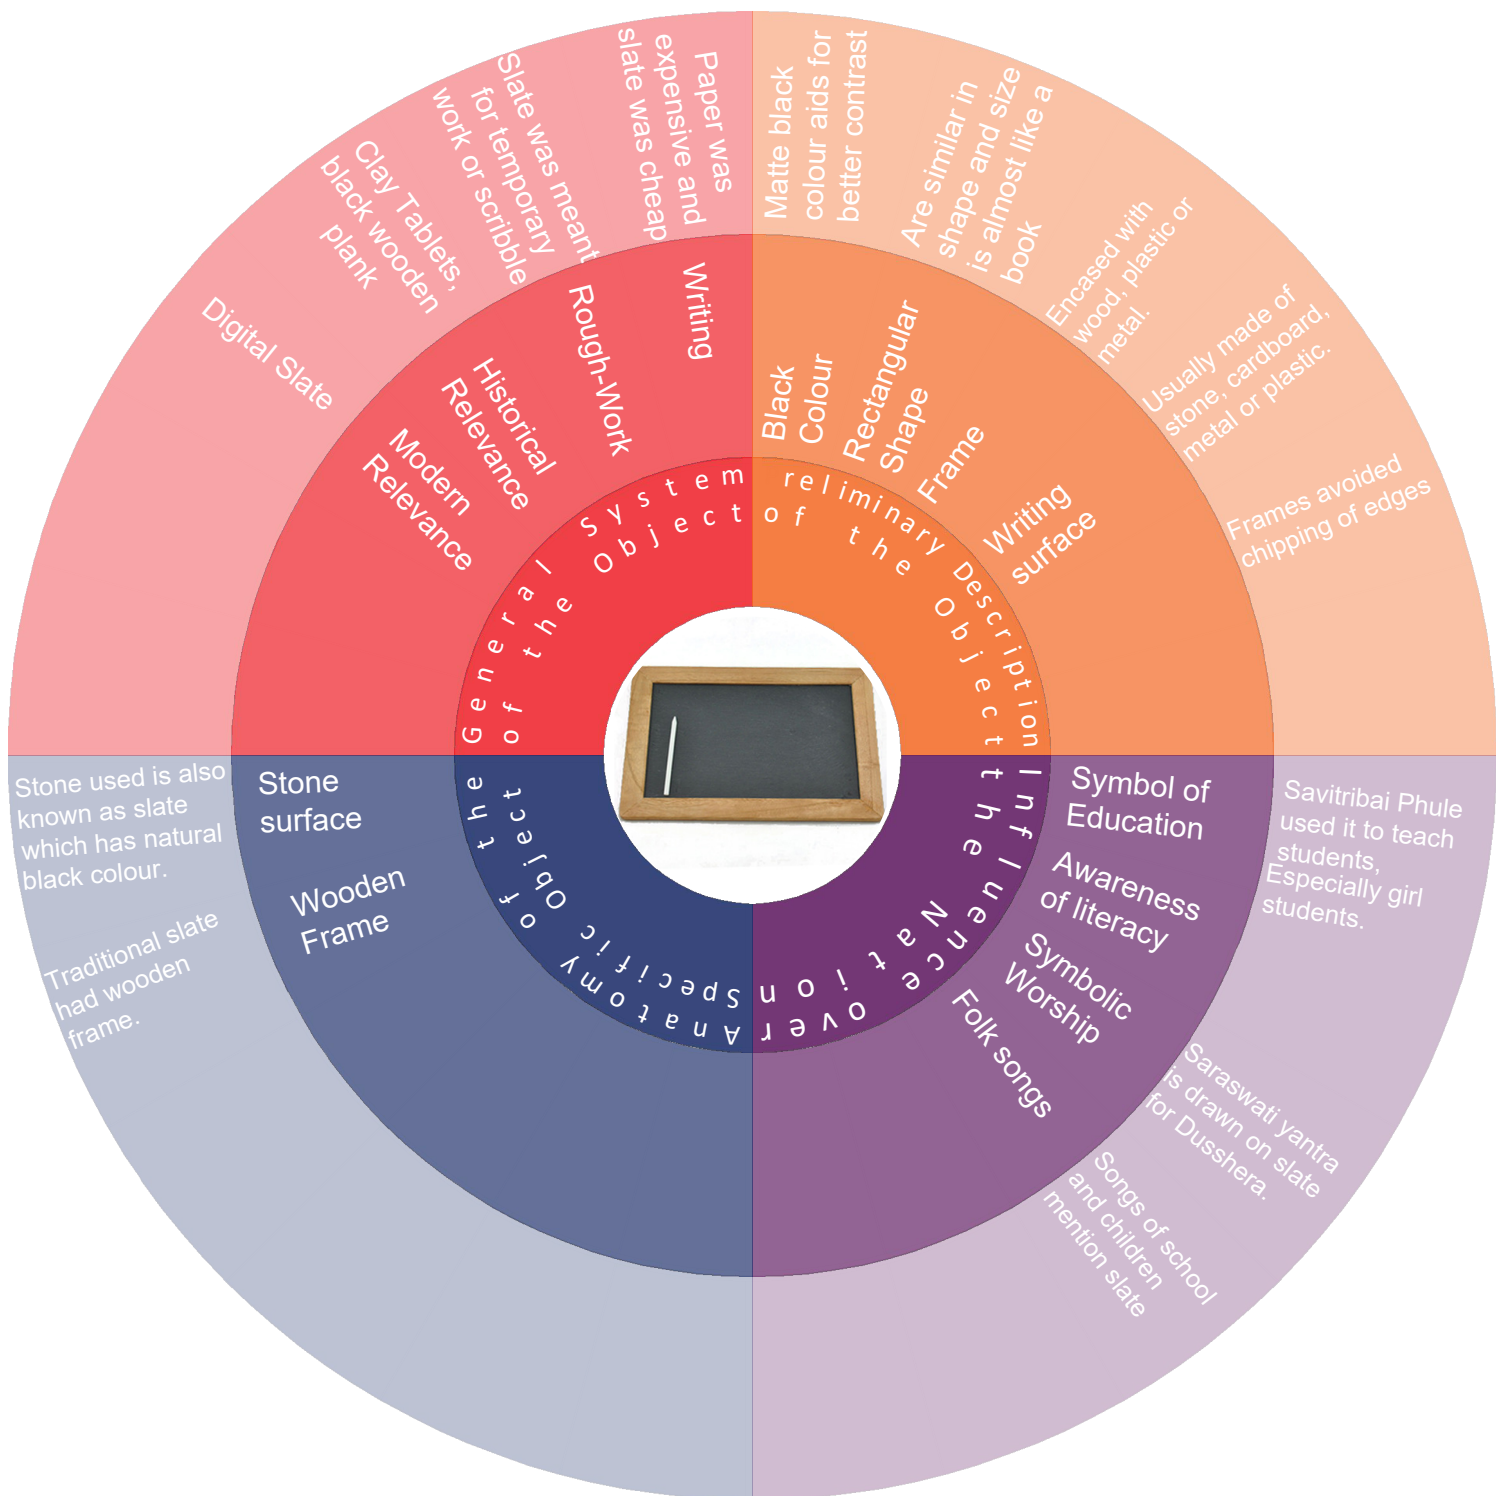 General System
of the Object
Writing
Rough-Work
Historical
Relevance
Modern
Relevance
Paper was
expensive and
slate was cheap
Slate was meant
for temporary
work or scribble
Clay Tablets,
black wooden
plank
Digital Slate
reliminary Description
of the Object
Black
Colour
Rectangular
Shape
Frame
Writing
surface
Matte black
colour aids for
better contrast
Are similar in
shape and size
is almost like a
book
Encased with
wood, plastic or
metal.
Usually made of
stone, cardboard,
metal or plastic.
Frames avoided
chipping of edges
Influence over
the Nation
Symbol of
Education
Awareness
of literacy
Symbolic
Worship
Folk songs
Savitribai Phule
used it to teach
students,
Especially girl
students.
Saraswati yantra
is drawn on slate
for Dusshera.
Songs of school
and children
mention slate
Anatomy of the
Specific Object
Stone
surface
Wooden
Frame
Stone used is also
known as slate
which has natural
black colour.
Traditional slate
had wooden
frame.